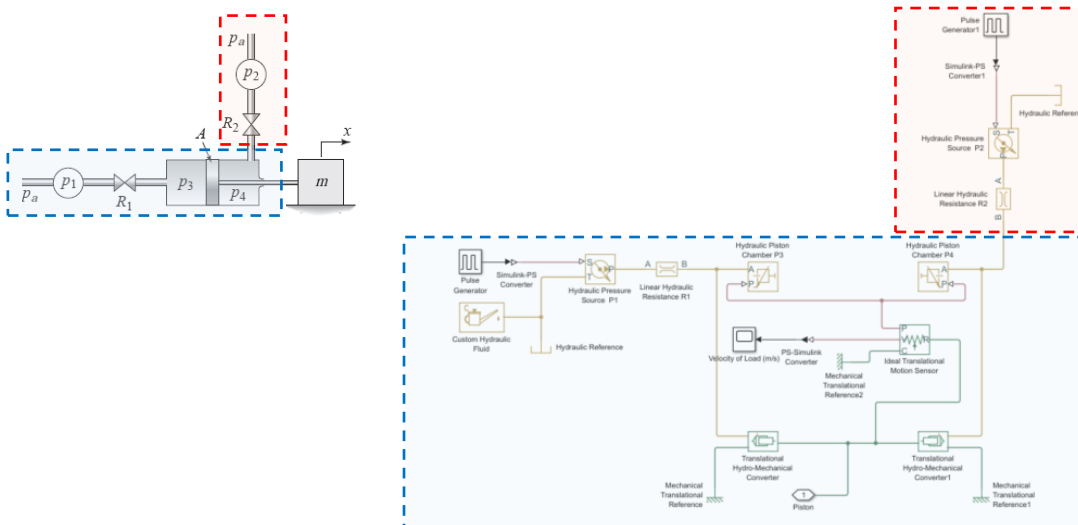 p_a
p_2
R_2
A
x
p_3
p_4
m
p_1
p_a
R_1
Pulse
Generator1
Simulink-PS
Converter1
Hydraulic Referen
S
T
P
Hydraulic Pressure
Source P2
A
Linear Hydraulic
Resistance R2
B
Pulse
Generator
Simulink-PS
Converter
S
T
P
Hydraulic Pressure
Source P1
A
B
Linear Hydraulic
Resistance R1
Hydraulic Piston
Chamber P3
A
P
Hydraulic Piston
Chamber P4
A
P
Custom Hydraulic
Fluid
Hydraulic Reference
Velocity of Load (m/s)
PS-Simulink
Converter
P
R
C
Ideal Translational
Motion Sensor
Mechanical
Translational
Reference2
Translational
Hydro-Mechanical
Converter
Translational
Hydro-Mechanical
Converter1
Mechanical
Translational
Reference
1
Piston
Mechanical
Translational
Reference1